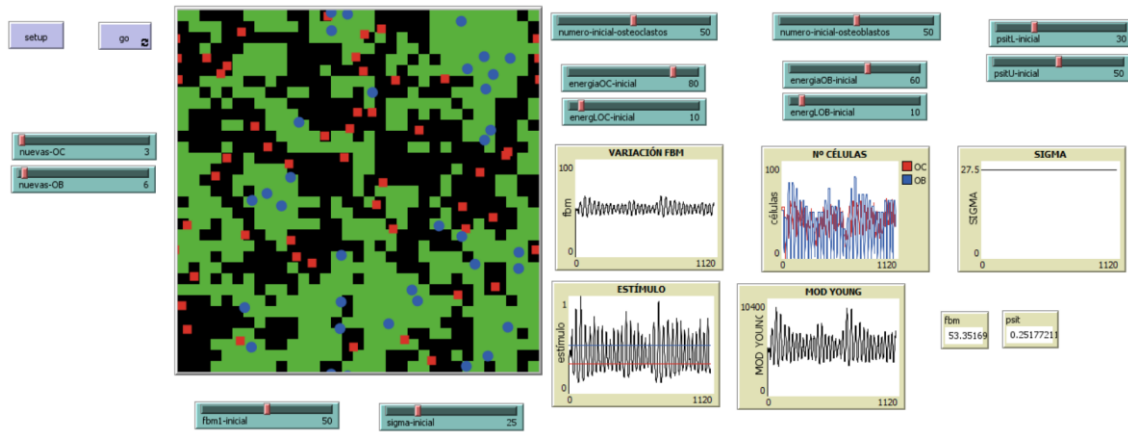 setup
go
nuevas-OC 3
nuevas-OB 6
numero-inicial-osteoclastos 50
numero-inicial-osteoblastos 50
psitL-inicial 30
psitU-inicial 50
energiaOC-inicial 80
energLOC-inicial 10
energiaOB-inicial 60
energLOB-inicial 10
VARIACIÓN FBM
100
fbm
0
0 1120
Nº CÉLULAS
100
células
0
0 1120
OC
OB
SIGMA
27.5
SIGMA
0
0 1120
ESTÍMULO
1
estímulo
0
0 1120
MOD YOUNG
10400
MOD YOUNG
0
0 1120
fbm
53.35169
psit
0.25177211
fbm1-inicial 50
sigma-inicial 25